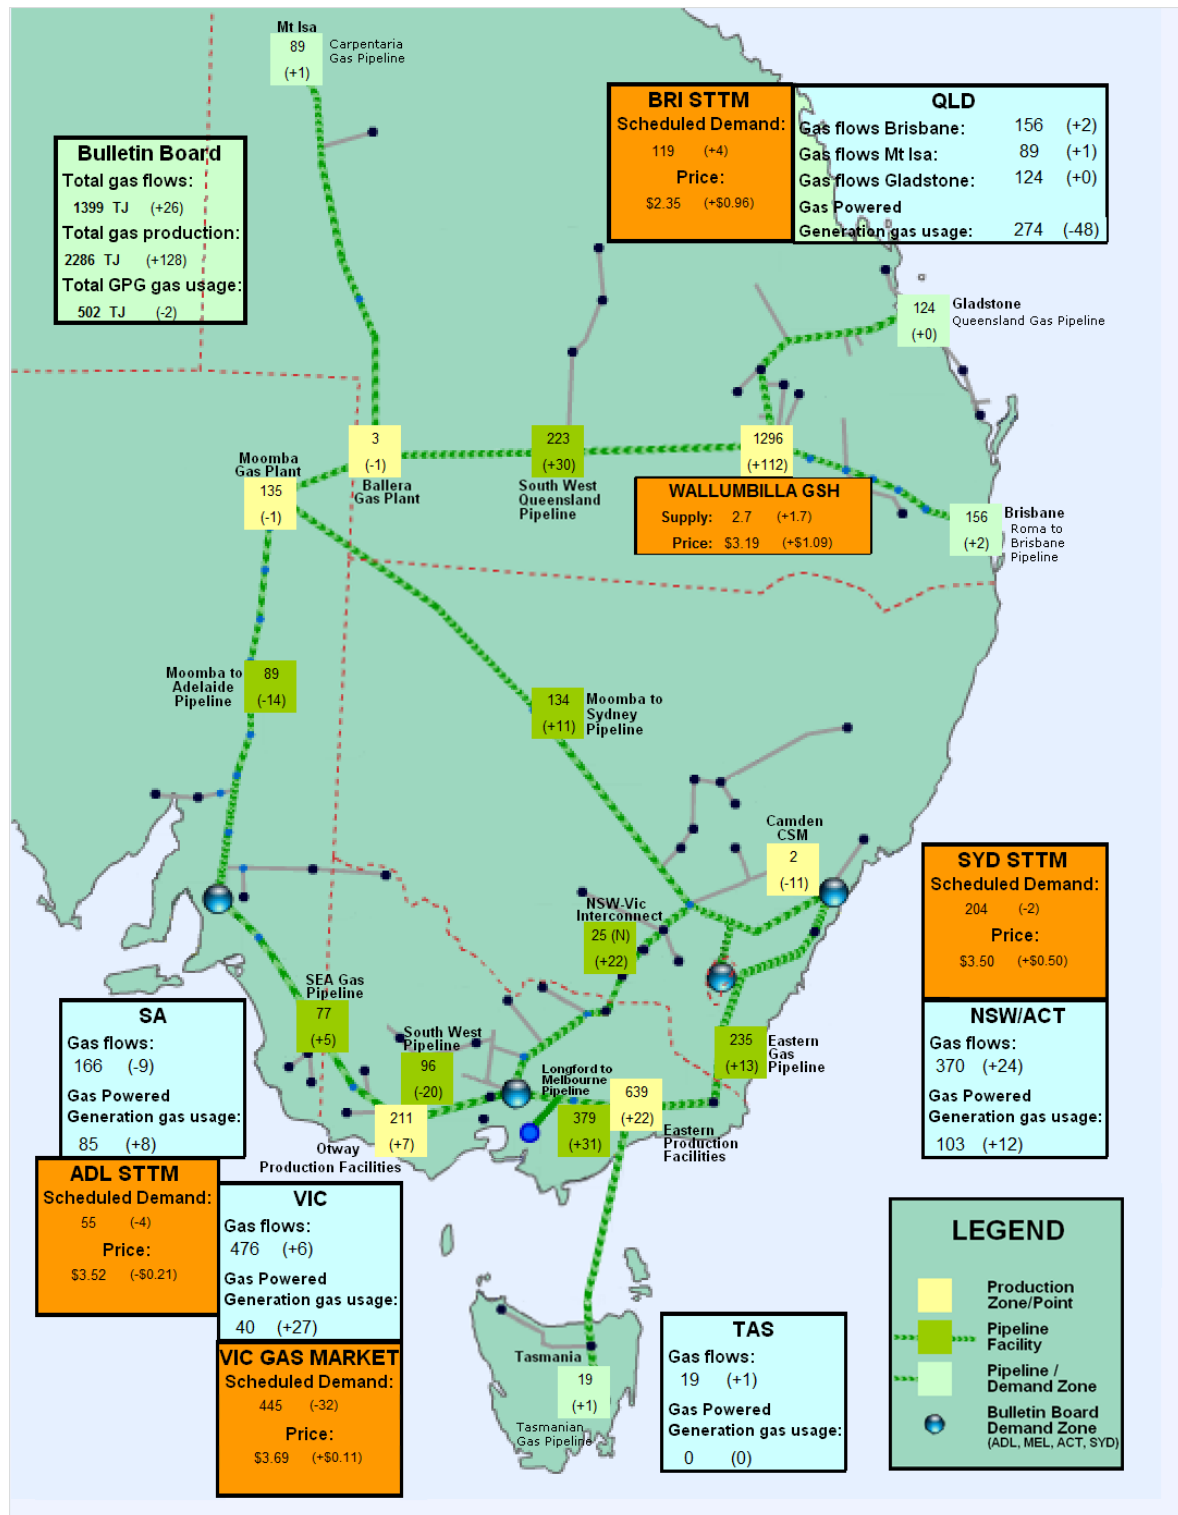 Mt Isa
89
(+1)
Carpentaria
Gas Pipeline
Bulletin Board
Total gas flows:
1399 TJ (+26)
Total gas production:
2286 TJ (+128)
Total GPG gas usage:
502 TJ (-2)
BRI STTM
Scheduled Demand:
119 (+4)
Price:
$2.35 (+$0.96)
QLD
Gas flows Brisbane: 156 (+2)
Gas flows Mt Isa: 89 (+1)
Gas flows Gladstone: 124 (+0)
Gas Powered
Generation gas usage: 274 (-48)
124
(+0)
Gladstone
Queensland Gas Pipeline
Moomba
Gas Plant
135
(-1)
3
(-1)
Ballera
Gas Plant
223
(+30)
South West
Queensland
Pipeline
1296
(+112)
WALLUMBILLA GSH
Supply: 2.7 (+1.7)
Price: $3.19 (+$1.09)
156
(+2)
Brisbane
Roma to
Brisbane
Pipeline
Moomba to
Adelaide
Pipeline
89
(-14)
134
(+11)
Moomba to
Sydney
Pipeline
Camden
CSM
2
(-11)
NSW-Vic
Interconnect
25 (N)
(+22)
SYD STTM
Scheduled Demand:
204 (-2)
Price:
$3.50 (+$0.50)
NSW/ACT
Gas flows:
370 (+24)
Gas Powered
Generation gas usage:
103 (+12)
SEA Gas
Pipeline
77
(+5)
South West
Pipeline
96
(-20)
Longford to
Melbourne
Pipeline
379
(+31)
639
(+22)
Eastern
Production
Facilities
235
(+13)
Eastern
Gas
Pipeline
211
(+7)
Otway
Production Facilities
SA
Gas flows:
166 (-9)
Gas Powered
Generation gas usage:
85 (+8)
ADL STTM
Scheduled Demand:
55 (-4)
Price:
$3.52 (-$0.21)
VIC
Gas flows:
476 (+6)
Gas Powered
Generation gas usage:
40 (+27)
VIC GAS MARKET
Scheduled Demand:
445 (-32)
Price:
$3.69 (+$0.11)
Tasmania
19
(+1)
Tasmanian
Gas Pipeline
TAS
Gas flows:
19 (+1)
Gas Powered
Generation gas usage:
0 (0)
LEGEND
Production
Zone/Point
Pipeline
Facility
Pipeline /
Demand Zone
Bulletin Board
Demand Zone
(ADL, MEL, ACT, SYD)